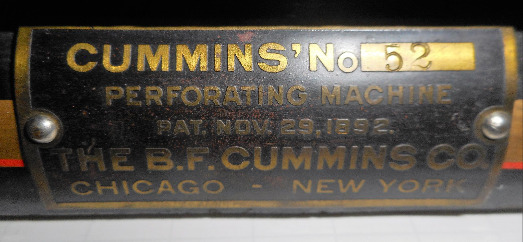 CUMMINS' No 52
PERFORATING MACHINE
PAT. NOV. 29, 1892.
THE B.F. CUMMINS CO.
CHICAGO - NEW YORK